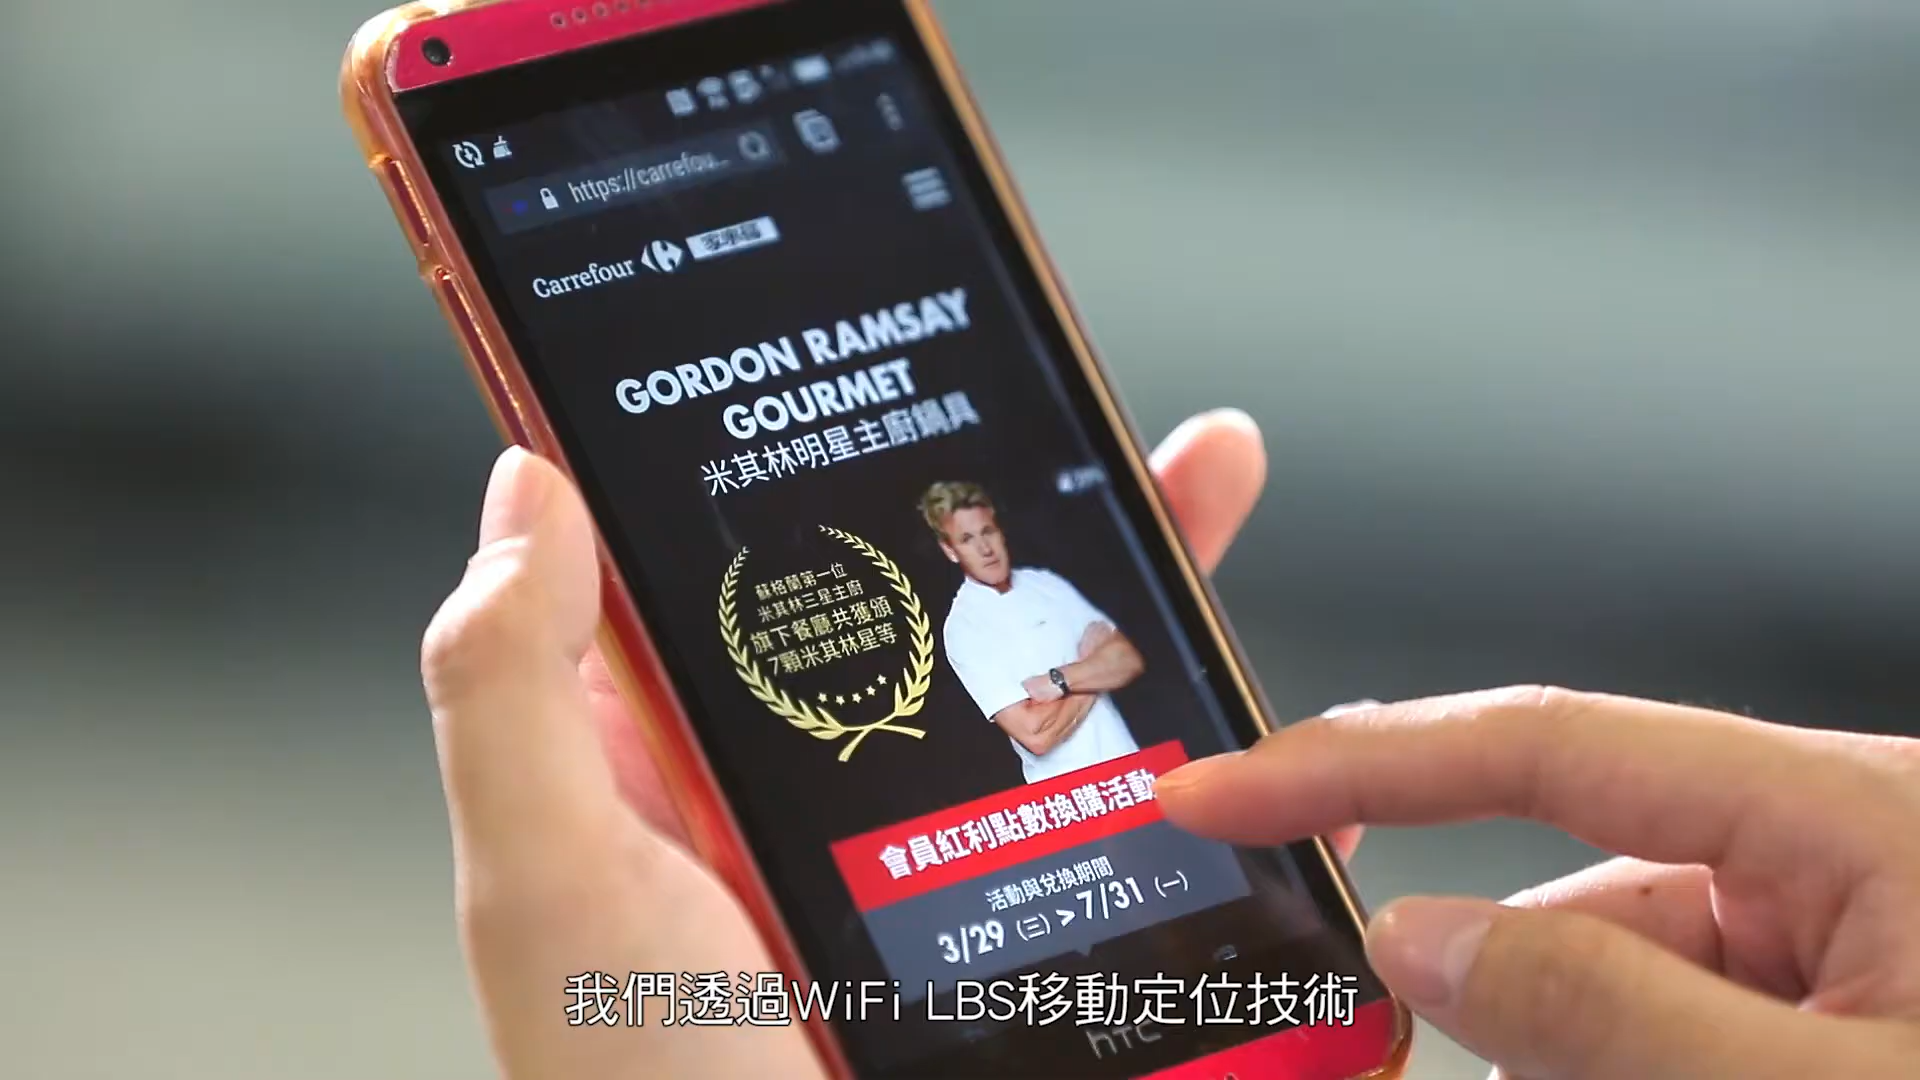 https://carrefou...
Carrefour 家樂福
GORDON RAMSAY
GOURMET
米其林明星主廚鍋具
蘇格蘭第一位
米其林三星主廚
旗下餐廳共獲頒
7顆米其林星等
會員紅利點數換購活動
活動與兌換期間
3/29 (三) > 7/31 (一)
我們透過WiFi LBS移動定位技術
hTC